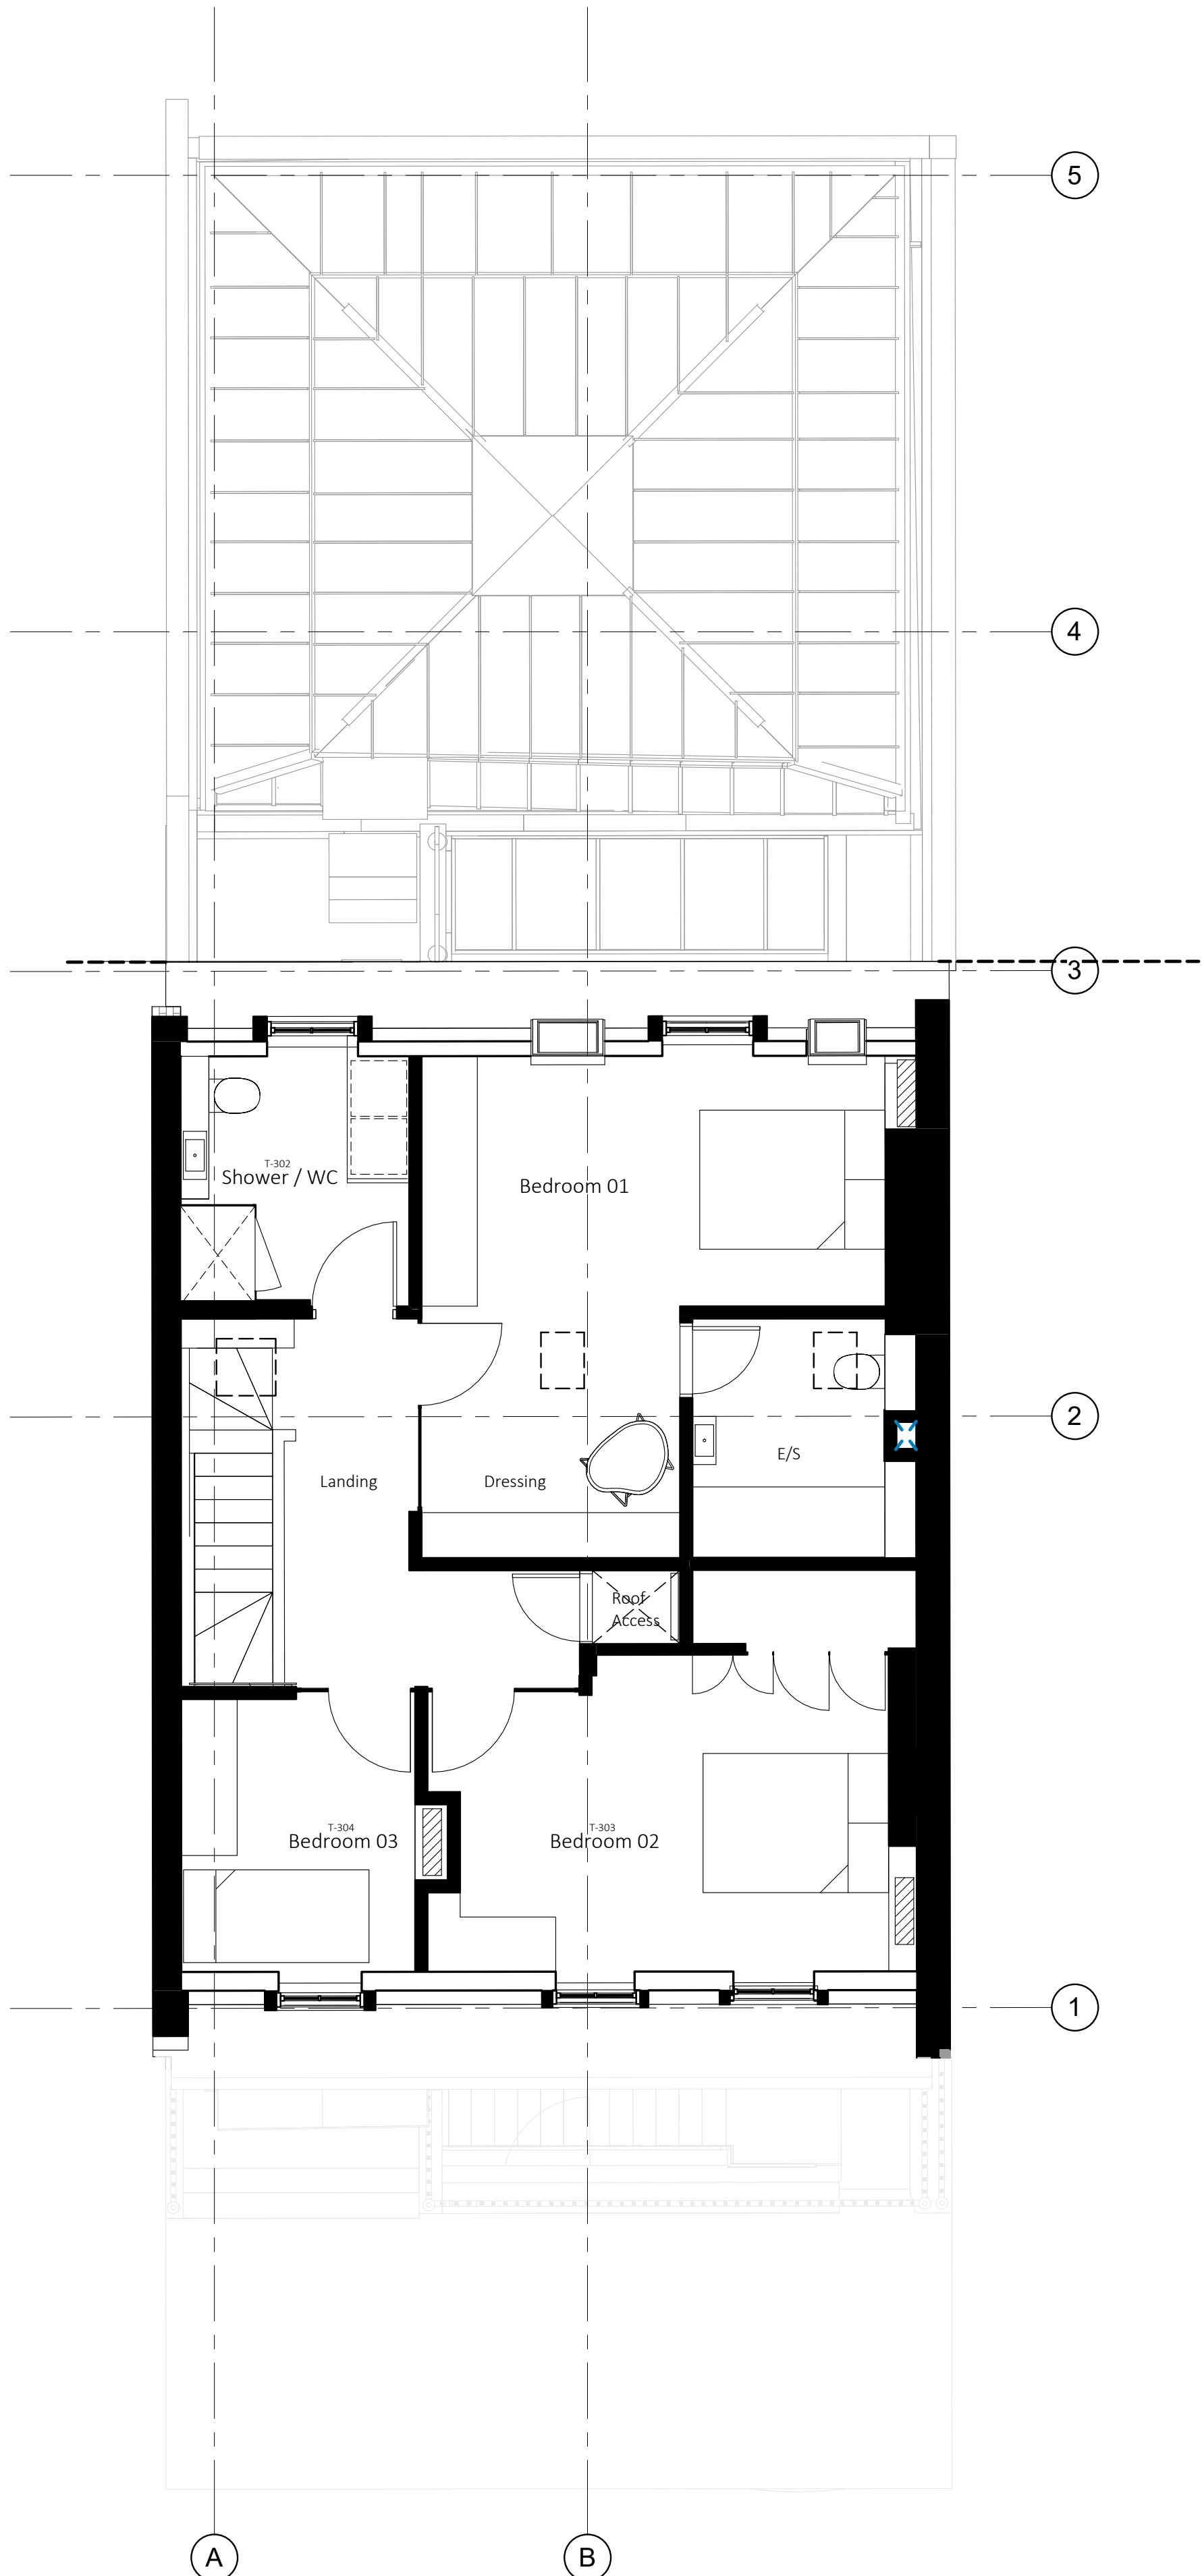 5
4
3
T-302
Shower / WC
Bedroom 01
2
Landing
Dressing
E/S
Roof
Access
T-304
Bedroom 03
T-303
Bedroom 02
1
A
B